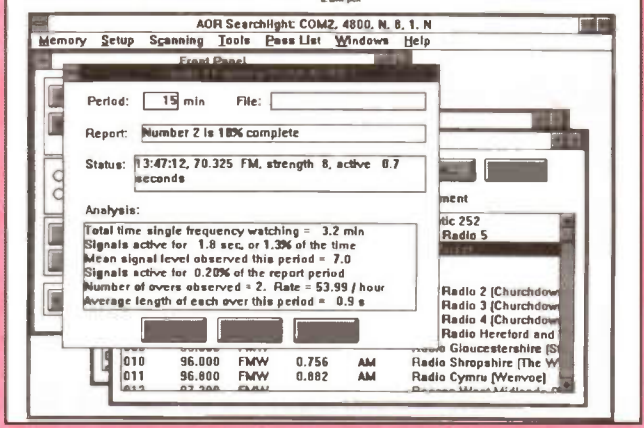 AOR Searchlight: COM2, 4800, N, 8, 1, N
Memory Setup Scanning Tools Pass List Windows Help
Front Panel
Period: 15 min File:
Report: Number 2 is 18% complete
Status: 13:47:12, 70.325 FM, strength 8, active 0.7
seconds
Analysis:
Total time single frequency watching = 3.2 min
Signals active for 1.8 sec, or 1.3% of the time
Mean signal level observed this period = 7.0
Signals active for 0.20% of the report period
Number of overs observed = 2. Rate = 53.99 / hour
Average length of each over this period = 0.9 s
ment
tic 252
Radio 5
Radio 2 (Churchdow
Radio 3 (Churchdow
Radio 4 (Churchdow
Radio Hereford and
Radio Gloucestershire (St
010 96.000 FMW 0.756 AM Radio Shropshire (The W
011 96.800 FMW 0.882 AM Radio Cymru (Wenvoe)